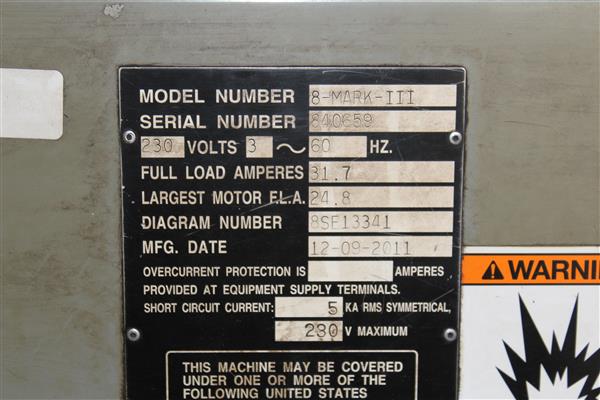 MODEL NUMBER 8-MARK-III
SERIAL NUMBER 840659
230 VOLTS 3 ~ 60 HZ.
FULL LOAD AMPERES 31.7
LARGEST MOTOR F.L.A. 24.8
DIAGRAM NUMBER 8SE13341
MFG. DATE 12-09-2011
OVERCURRENT PROTECTION IS AMPERES
PROVIDED AT EQUIPMENT SUPPLY TERMINALS.
SHORT CIRCUIT CURRENT: 5 KA RMS SYMMETRICAL,
230 V MAXIMUM
THIS MACHINE MAY BE COVERED
UNDER ONE OR MORE OF THE
FOLLOWING UNITED STATES
WARNI